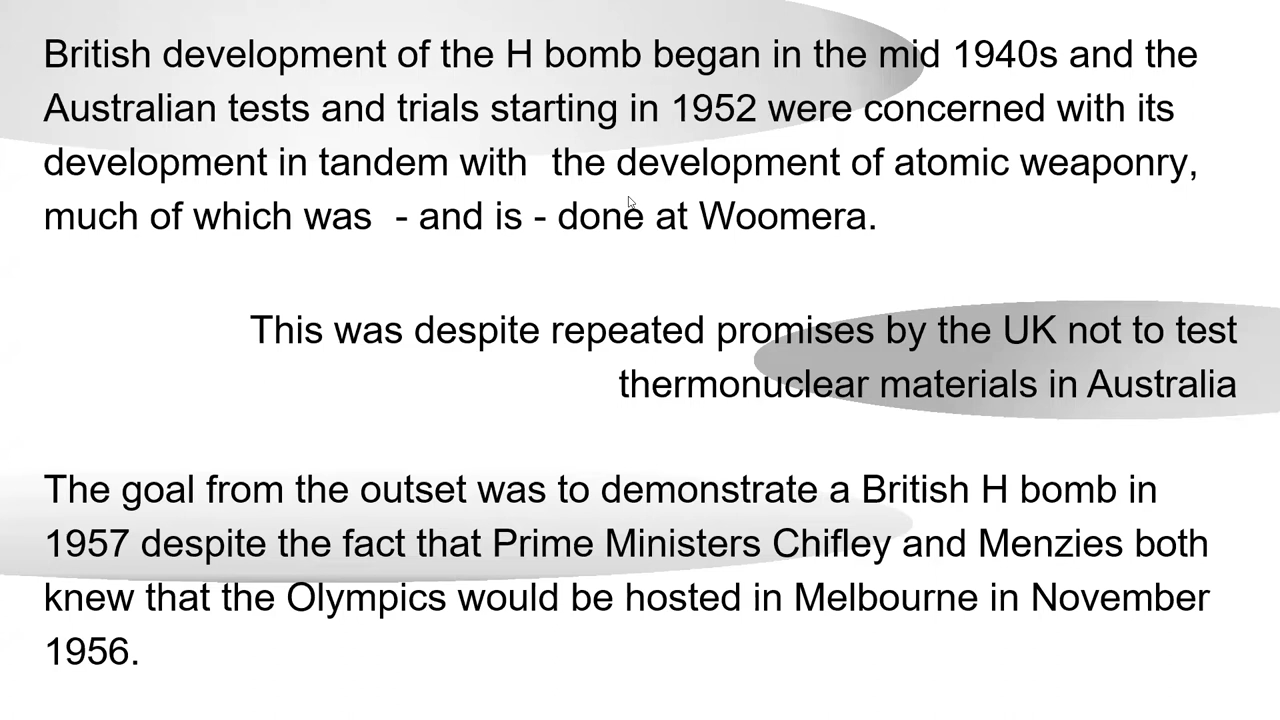 British development of the H bomb began in the mid 1940s and the
Australian tests and trials starting in 1952 were concerned with its
development in tandem with  the development of atomic weaponry,
much of which was  - and is - done at Woomera.
This was despite repeated promises by the UK not to test
thermonuclear materials in Australia
The goal from the outset was to demonstrate a British H bomb in
1957 despite the fact that Prime Ministers Chifley and Menzies both
knew that the Olympics would be hosted in Melbourne in November
1956.